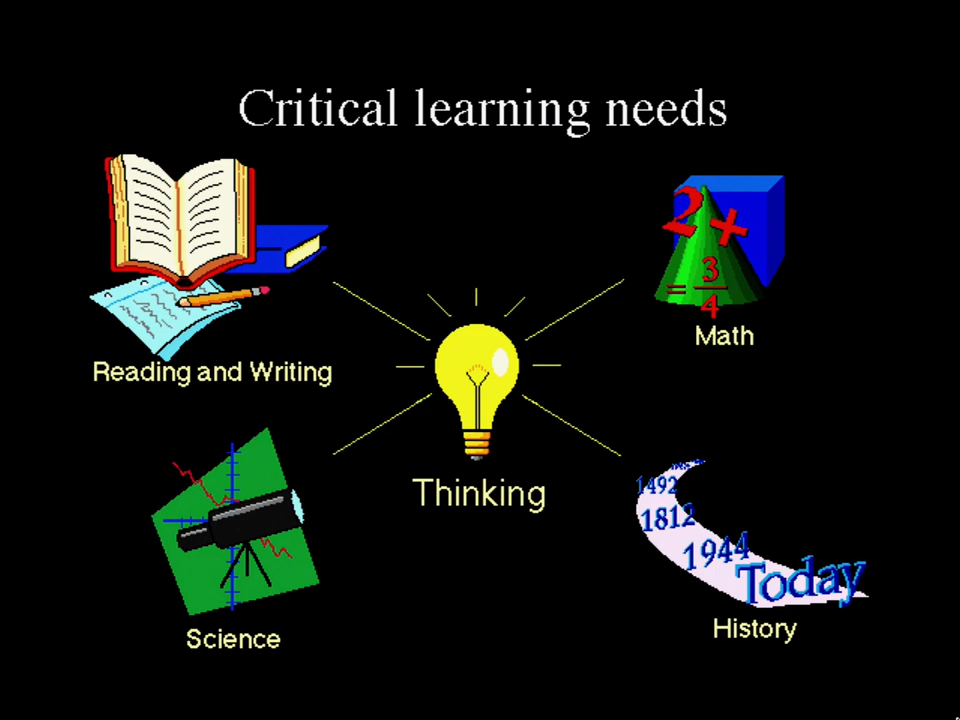 Critical learning needs
2+
= 3/4
Math
Reading and Writing
Thinking
1492
1812
1944
Today
Science
History